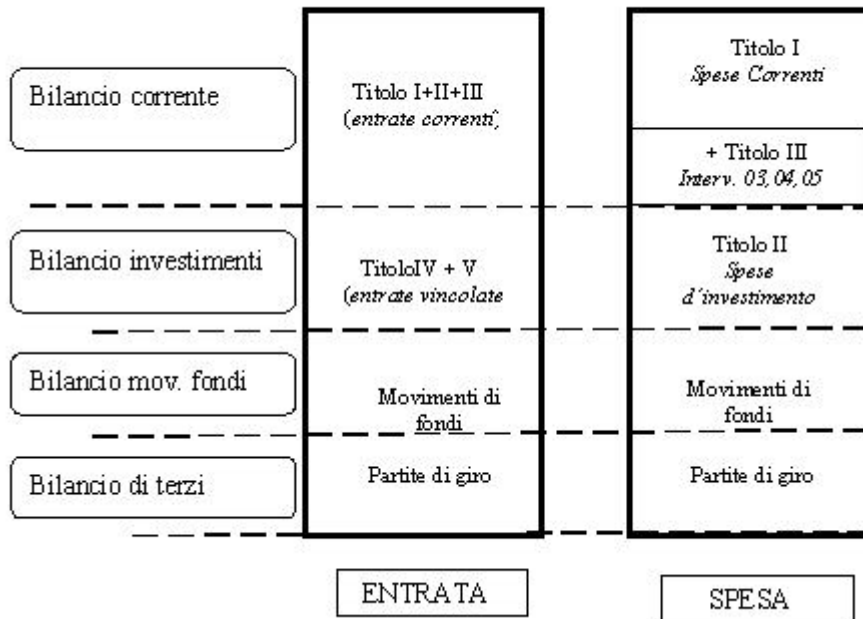 Bilancio corrente
Titolo I+II+III
(entrate correnti,
Titolo I
Spese Correnti
+ Titolo III
Interv. 03,04,05
Bilancio investimenti
TitoloIV + V
(entrate vincolate
Titolo II
Spese
d'investimento
Bilancio mov. fondi
Movimenti di
fondi
Movimenti di
fondi
Bilancio di terzi
Partite di giro
Partite di giro
ENTRATA
SPESA